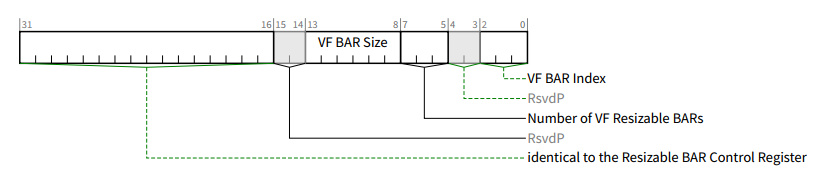 31 16 15 14 13 8 7 5 4 3 2 0
VF BAR Size
VF BAR Index
RsvdP
Number of VF Resizable BARs
RsvdP
identical to the Resizable BAR Control Register